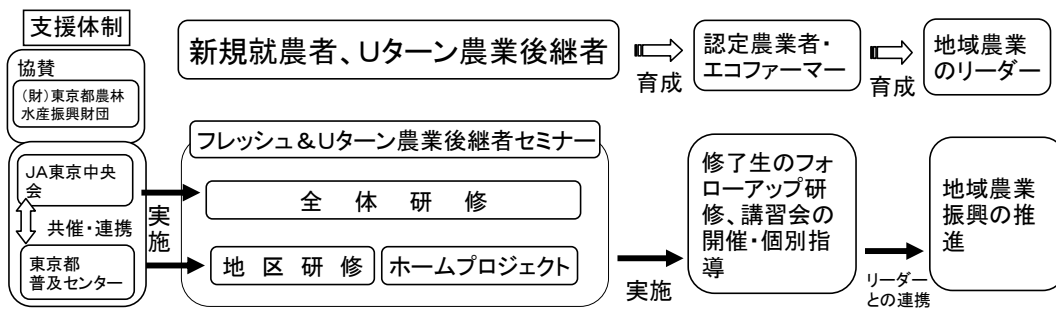 支援体制
協賛
（財）東京都農林
水産振興財団
新規就農者、Uターン農業後継者
育成
認定農業者・
エコファーマー
育成
地域農業
のリーダー
JA東京中央
会
共催・連携
東京都
普及センター
実
施
フレッシュ＆Uターン農業後継者セミナー
全　体　研　修
地　区　研　修
ホームプロジェクト
実施
修了生のフォ
ローアップ研
修、講習会の
開催・個別指
導
リーダー
との連携
地域農業
振興の推
進